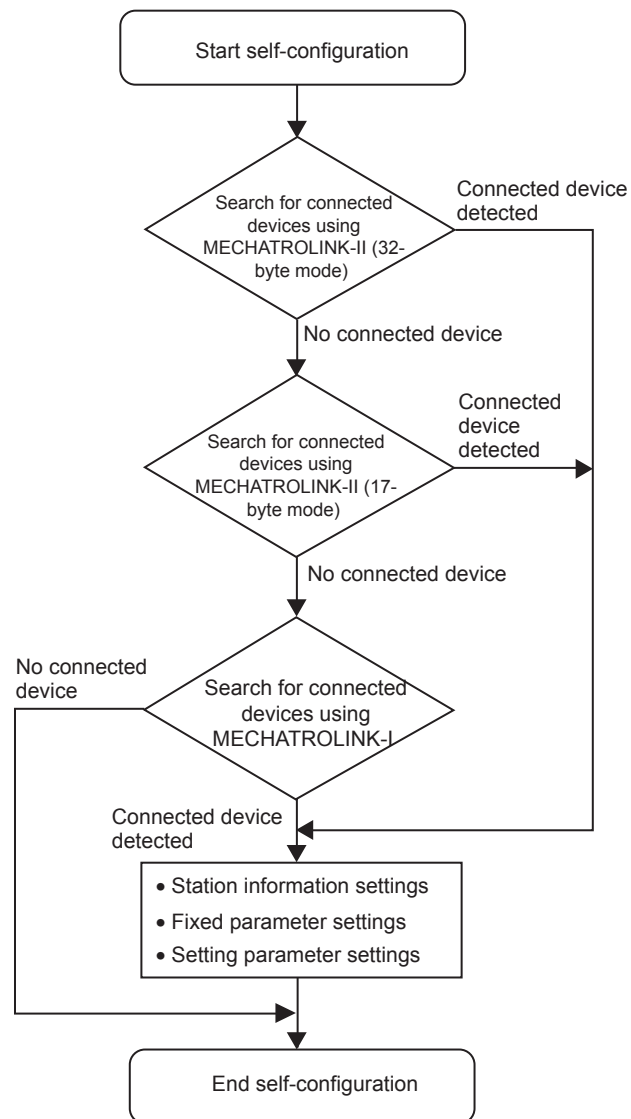 Start self-configuration
Search for connected
devices using
MECHATROLINK-II (32-
byte mode)
Connected device
detected
No connected device
Search for connected
devices using
MECHATROLINK-II (17-
byte mode)
Connected
device
detected
No connected device
Search for connected
devices using
MECHATROLINK-I
No connected
device
Connected device
detected
• Station information settings
• Fixed parameter settings
• Setting parameter settings
End self-configuration